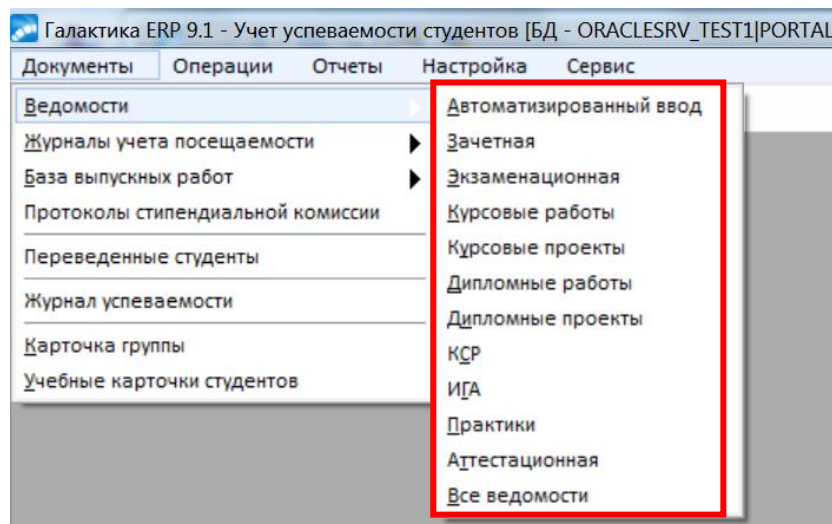 Галактика ERP 9.1 - Учет успеваемости студентов [БД - ORACLESRV_TEST1|PORTAL
Документы Операции Отчеты Настройка Сервис
Ведомости
Журналы учета посещаемости
База выпускных работ
Протоколы стипендиальной комиссии
Переведенные студенты
Журнал успеваемости
Карточка группы
Учебные карточки студентов
Автоматизированный ввод
Зачетная
Экзаменационная
Курсовые работы
Курсовые проекты
Дипломные работы
Дипломные проекты
КСР
ИГА
Практики
Аттестационная
Все ведомости